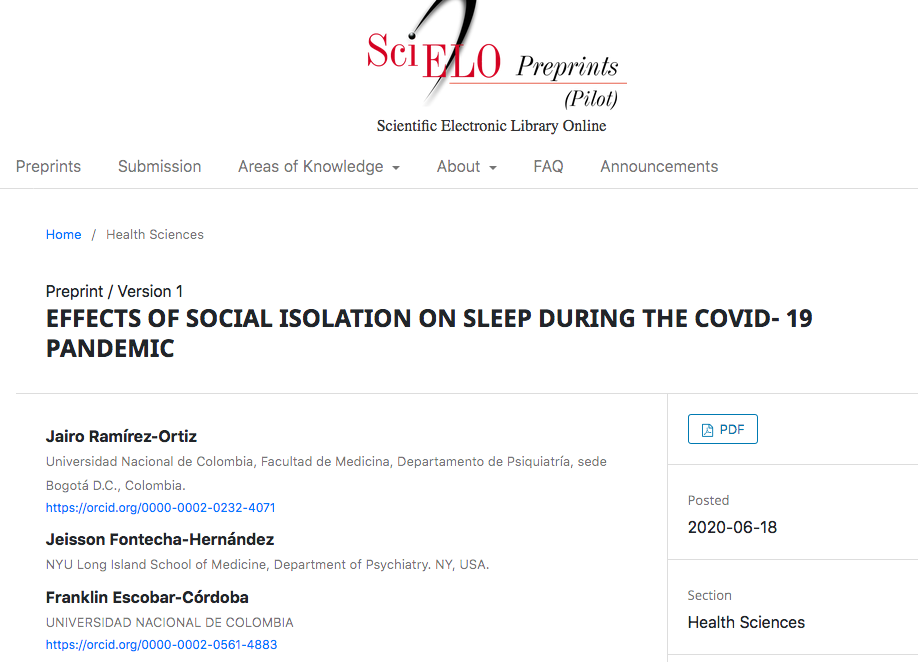 SciELO Preprints
(Pilot)
Scientific Electronic Library Online
Preprints Submission Areas of Knowledge About FAQ Announcements
Home / Health Sciences
Preprint / Version 1
EFFECTS OF SOCIAL ISOLATION ON SLEEP DURING THE COVID- 19
PANDEMIC
Jairo Ramírez-Ortiz
Universidad Nacional de Colombia, Facultad de Medicina, Departamento de Psiquiatría, sede
Bogotá D.C., Colombia.
https://orcid.org/0000-0002-0232-4071
Jeisson Fontecha-Hernández
NYU Long Island School of Medicine, Department of Psychiatry. NY, USA.
Franklin Escobar-Córdoba
UNIVERSIDAD NACIONAL DE COLOMBIA
https://orcid.org/0000-0002-0561-4883
PDF
Posted
2020-06-18
Section
Health Sciences